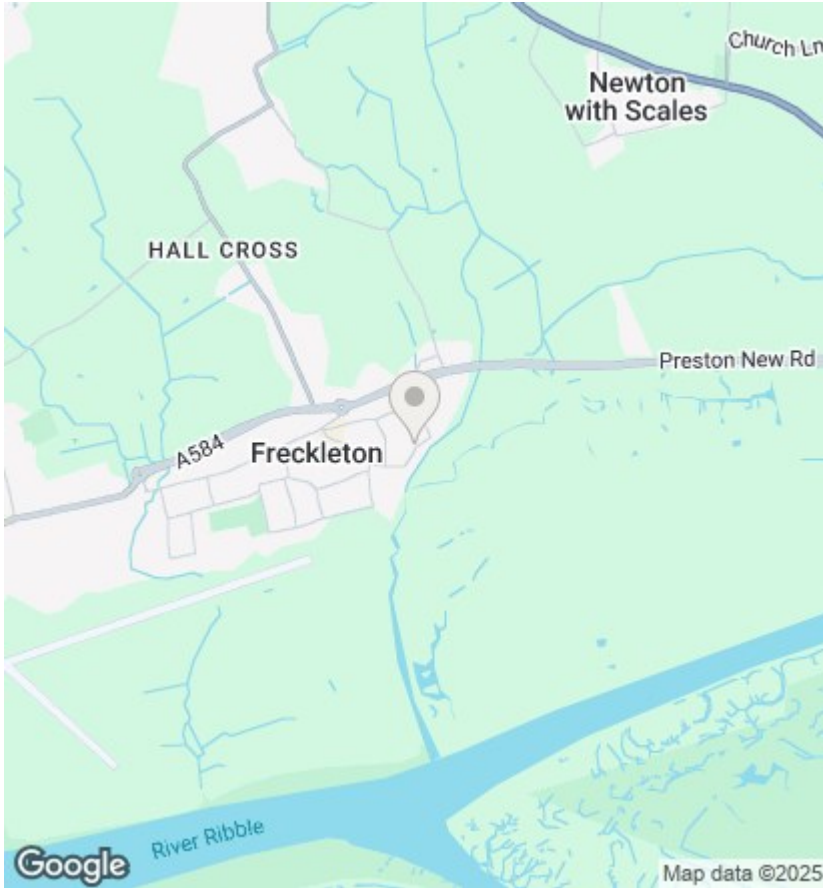 Church Ln
Newton
with Scales
HALL CROSS
Preston New Rd
A584
Freckleton
River Ribble
Google
Map data ©2025